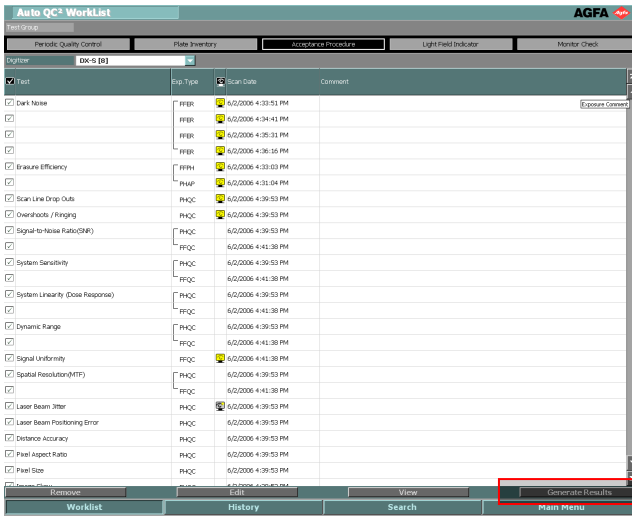 Auto QC² WorkList
AGFA
Test Group
Periodic Quality Control Plate Inventory Acceptance Procedure Light Field Indicator Monitor Check
Digitizer DX-S [8]
Test Exp.Type Scan Date Comment
Dark Noise FFER 6/2/2006 4:33:51 PM Exposure Comment
FFER 6/2/2006 4:34:41 PM
FFER 6/2/2006 4:35:31 PM
FFER 6/2/2006 4:36:16 PM
Erasure Efficiency FFPH 6/2/2006 4:33:03 PM
PHAP 6/2/2006 4:31:04 PM
Scan Line Drop Outs PHQC 6/2/2006 4:39:53 PM
Overshoots / Ringing PHQC 6/2/2006 4:39:53 PM
Signal-to-Noise Ratio(SNR) PHQC 6/2/2006 4:39:53 PM
FFQC 6/2/2006 4:41:38 PM
System Sensitivity PHQC 6/2/2006 4:39:53 PM
FFQC 6/2/2006 4:41:38 PM
System Linearity (Dose Response) PHQC 6/2/2006 4:39:53 PM
FFQC 6/2/2006 4:41:38 PM
Dynamic Range PHQC 6/2/2006 4:39:53 PM
FFQC 6/2/2006 4:41:38 PM
Signal Uniformity FFQC 6/2/2006 4:41:38 PM
Spatial Resolution(MTF) PHQC 6/2/2006 4:39:53 PM
FFQC 6/2/2006 4:41:38 PM
Laser Beam Jitter PHQC 6/2/2006 4:39:53 PM
Laser Beam Positioning Error PHQC 6/2/2006 4:39:53 PM
Distance Accuracy PHQC 6/2/2006 4:39:53 PM
Pixel Aspect Ratio PHQC 6/2/2006 4:39:53 PM
Pixel Size PHQC 6/2/2006 4:39:53 PM
Remove Edit View Generate Results
Worklist History Search Main Menu